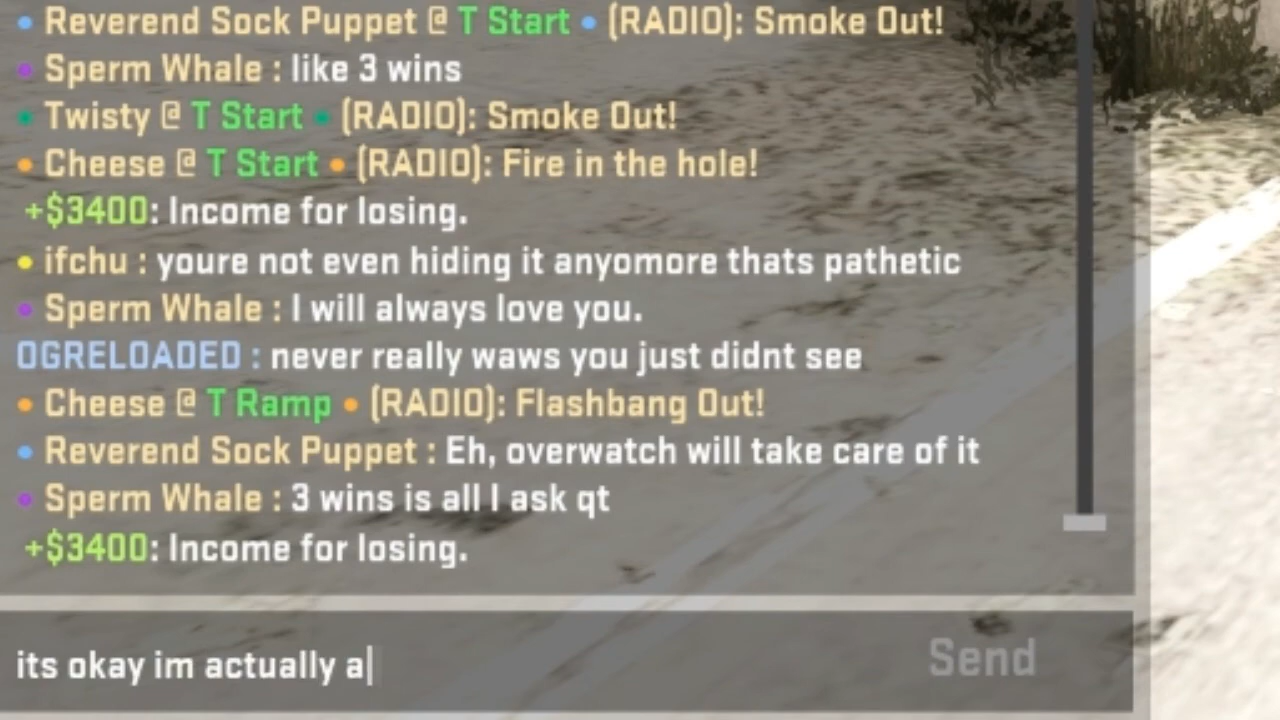 • Reverend Sock Puppet @ T Start • (RADIO): Smoke Out!
• Sperm Whale : like 3 wins
• Twisty @ T Start • (RADIO): Smoke Out!
• Cheese @ T Start • (RADIO): Fire in the hole!
+$3400: Income for losing.
• ifchu : youre not even hiding it anyomore thats pathetic
• Sperm Whale : I will always love you.
OGRELOADED : never really waws you just didnt see
• Cheese @ T Ramp • (RADIO): Flashbang Out!
• Reverend Sock Puppet : Eh, overwatch will take care of it
• Sperm Whale : 3 wins is all I ask qt
+$3400: Income for losing.
its okay im actually a
Send